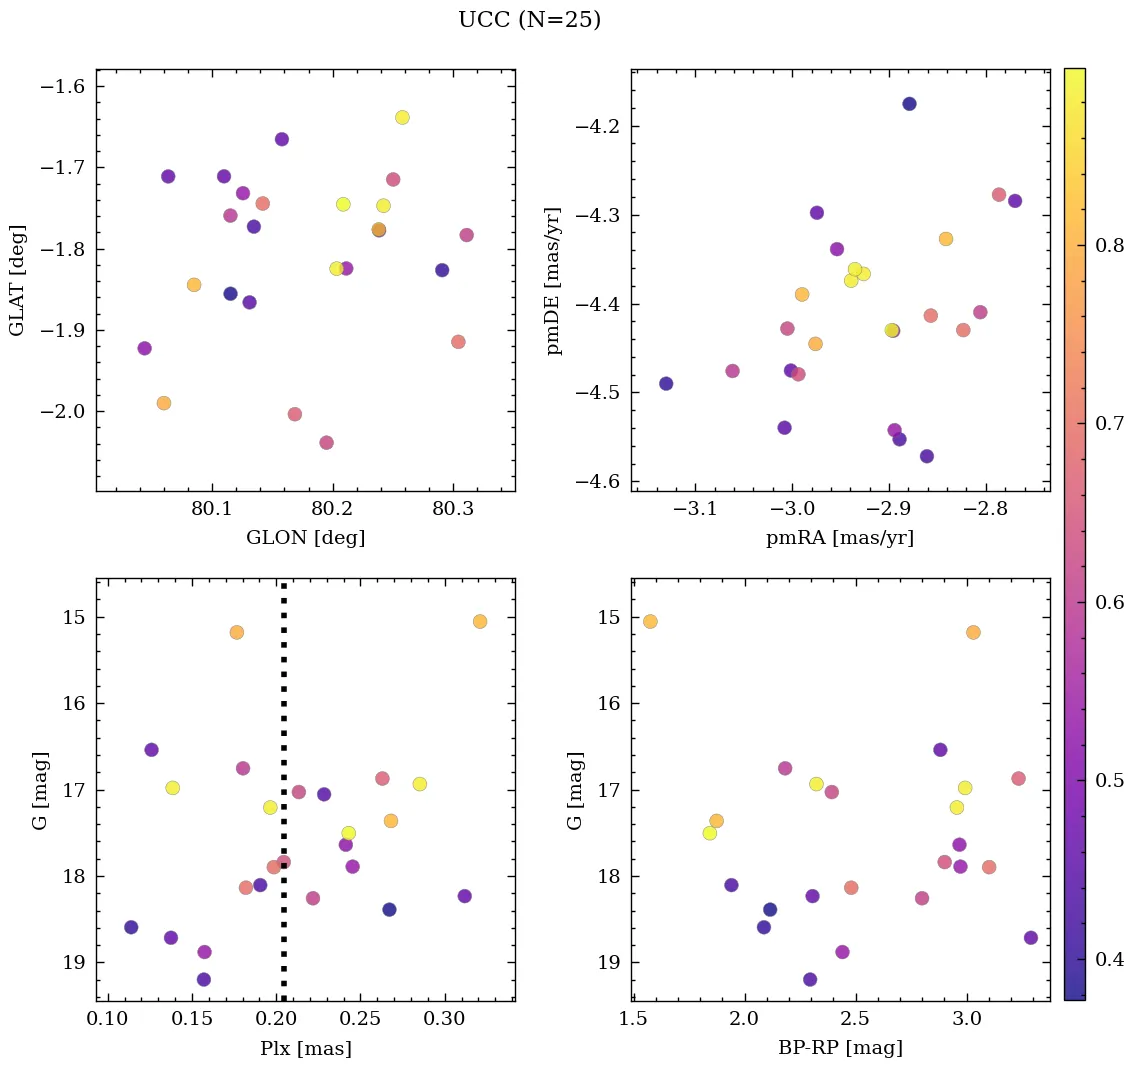 UCC (N=25)
−1.6
−1.7
−1.8
−1.9
−2.0
80.1 80.2 80.3
GLON [deg]
GLAT [deg]
−4.2
−4.3
−4.4
−4.5
−4.6
−3.1 −3.0 −2.9 −2.8
pmRA [mas/yr]
pmDE [mas/yr]
15
16
17
18
19
0.10 0.15 0.20 0.25 0.30
Plx [mas]
G [mag]
15
16
17
18
19
1.5 2.0 2.5 3.0
BP-RP [mag]
G [mag]
0.8
0.7
0.6
0.5
0.4